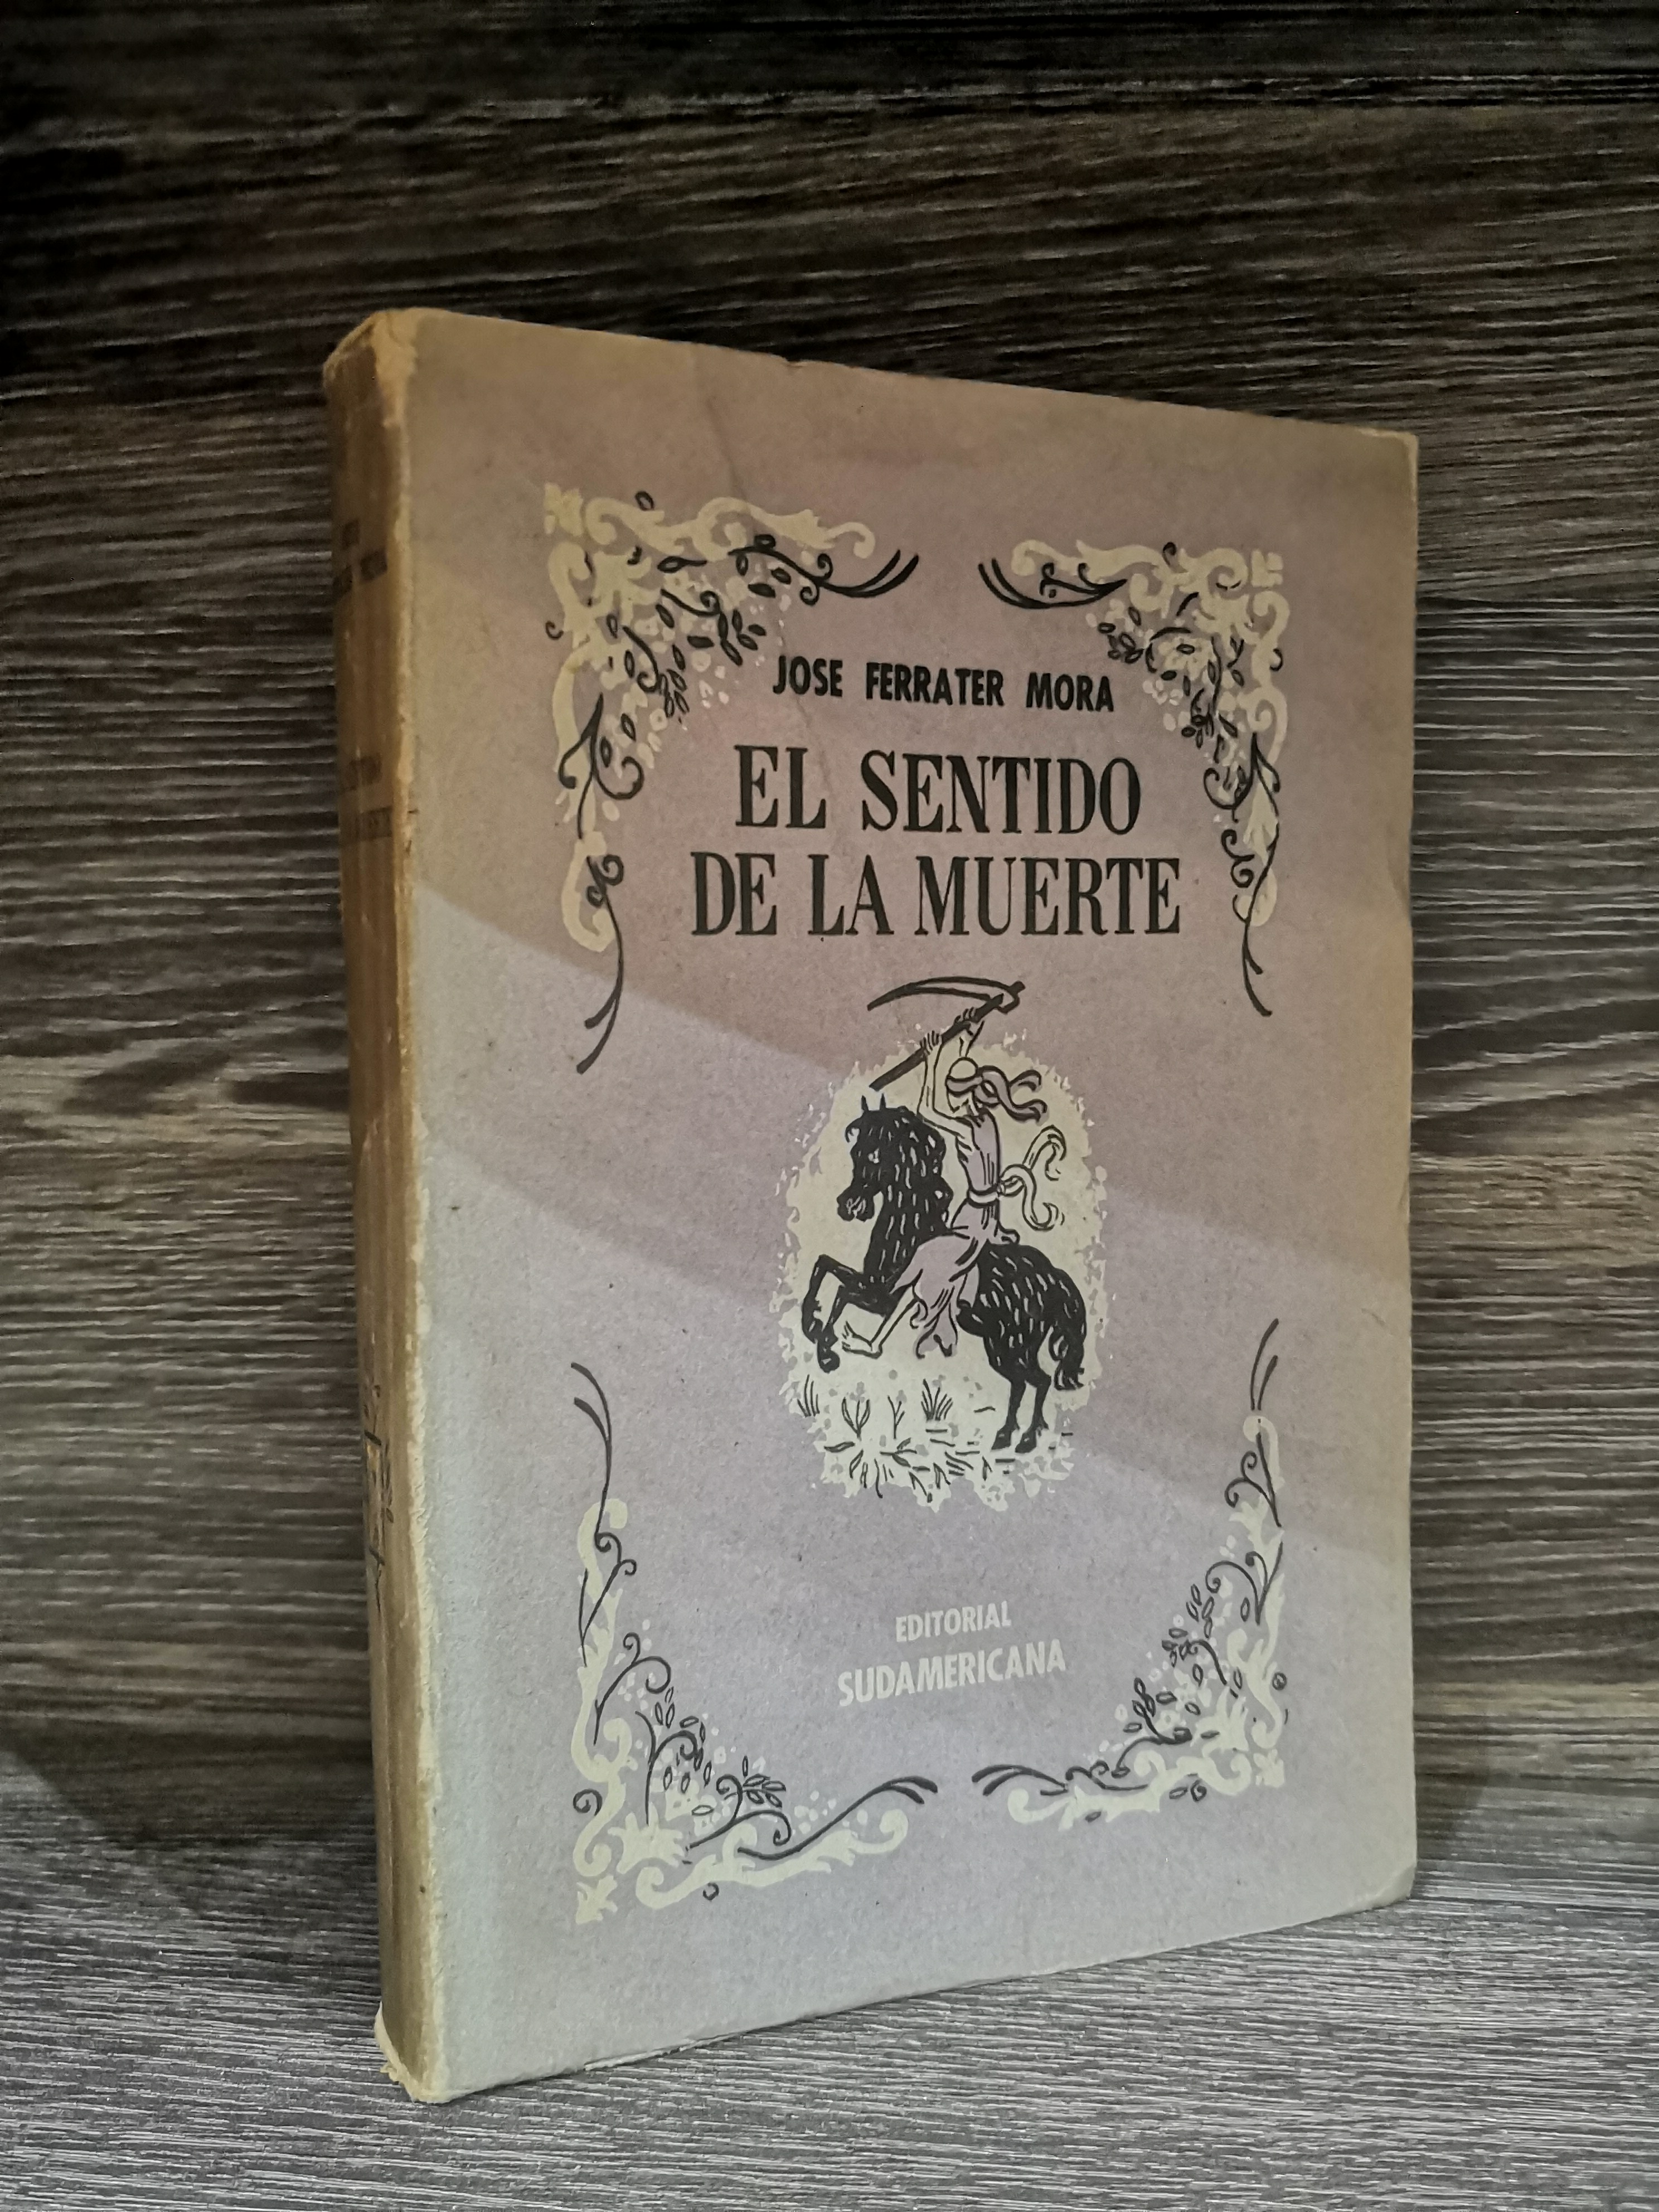 JOSE FERRATER MORA
EL SENTIDO
DE LA MUERTE
EDITORIAL
SUDAMERICANA